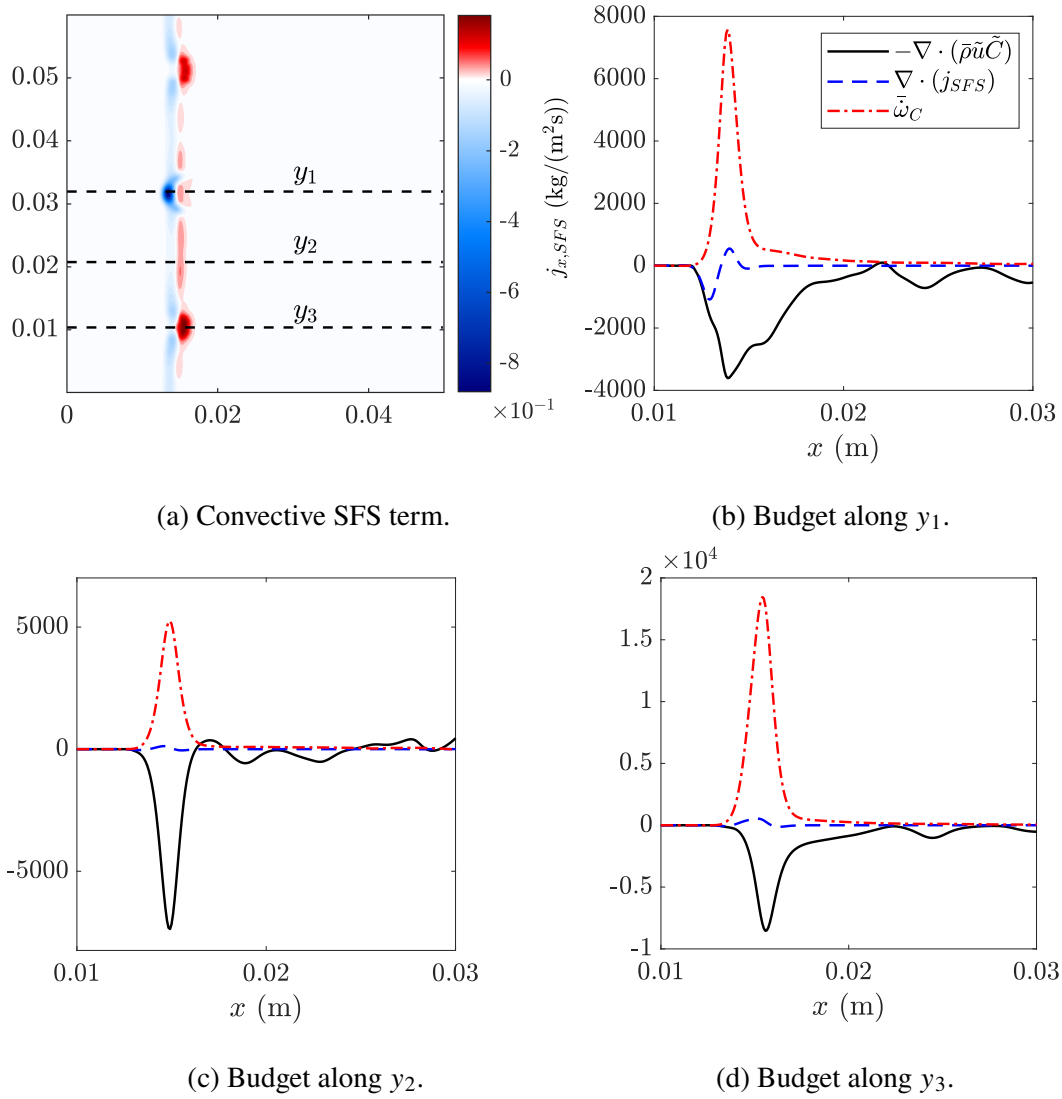 0.05
0.04
0.03
0.02
0.01
0
0.02
0.04
y₁
y₂
y₃
0
-2
-4
-6
-8
×10⁻¹
j_{x,SFS} (kg/(m²s))
(a) Convective SFS term.
8000
6000
4000
2000
0
-2000
-4000
0.01
0.02
0.03
x (m)
−∇ · (ρ̄ũC̃)
∇ · (j_{SFS})
ω̇̄_C
(b) Budget along y₁.
5000
0
-5000
0.01
0.02
0.03
x (m)
(c) Budget along y₂.
×10⁴
2
1.5
1
0.5
0
-0.5
-1
0.01
0.02
0.03
x (m)
(d) Budget along y₃.